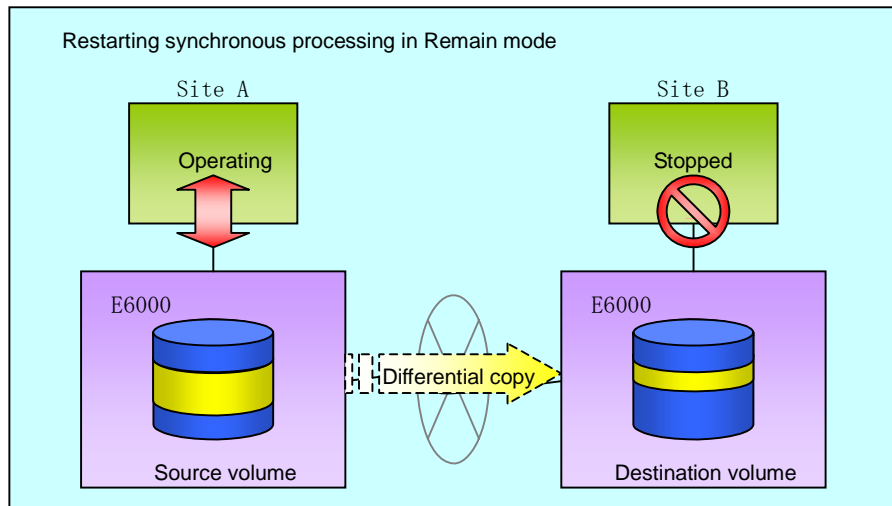 Restarting synchronous processing in Remain mode
Site A
Site B
Operating
Stopped
E6000
E6000
Differential copy
Source volume
Destination volume